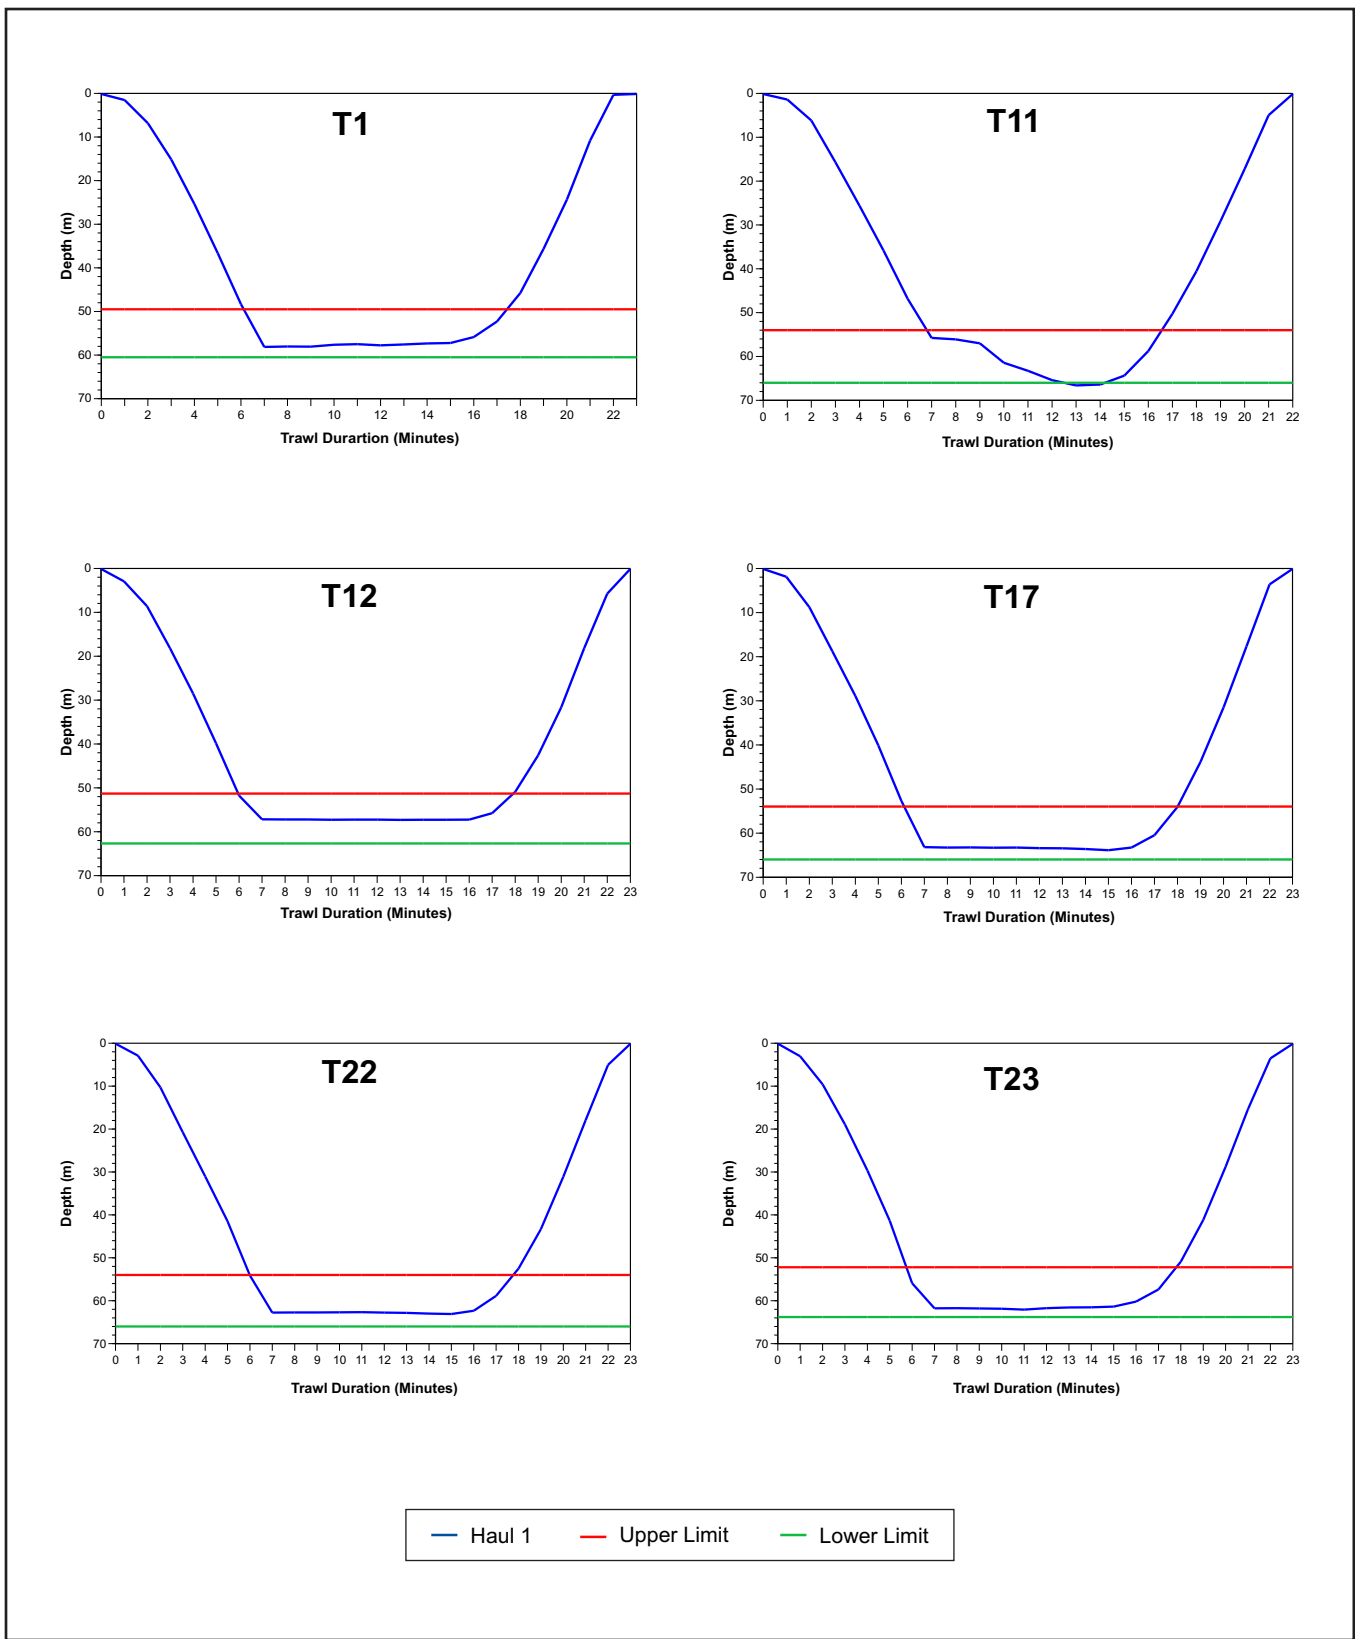 T1
0
10
20
30
40
50
60
70
Depth (m)
0 2 4 6 8 10 12 14 16 18 20 22
Trawl Durartion (Minutes)
T11
0
10
20
30
40
50
60
70
Depth (m)
0 1 2 3 4 5 6 7 8 9 10 11 12 13 14 15 16 17 18 19 20 21 22
Trawl Duration (Minutes)
T12
0
10
20
30
40
50
60
70
Depth (m)
0 1 2 3 4 5 6 7 8 9 10 11 12 13 14 15 16 17 18 19 20 21 22 23
Trawl Duration (Minutes)
T17
0
10
20
30
40
50
60
70
Depth (m)
0 1 2 3 4 5 6 7 8 9 10 11 12 13 14 15 16 17 18 19 20 21 22 23
Trawl Duration (Minutes)
T22
0
10
20
30
40
50
60
70
Depth (m)
0 1 2 3 4 5 6 7 8 9 10 11 12 13 14 15 16 17 18 19 20 21 22 23
Trawl Duration (Minutes)
T23
0
10
20
30
40
50
60
70
Depth (m)
0 1 2 3 4 5 6 7 8 9 10 11 12 13 14 15 16 17 18 19 20 21 22 23
Trawl Duration (Minutes)
Haul 1 Upper Limit Lower Limit